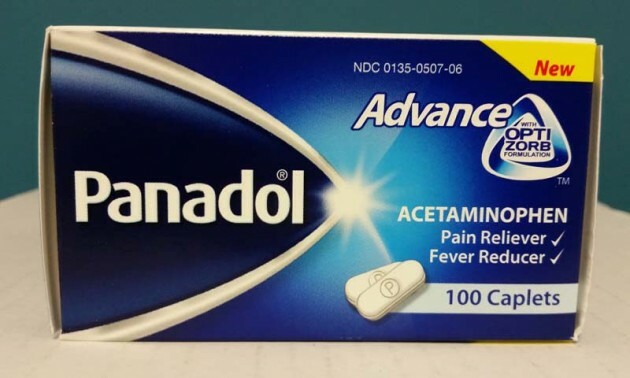 NDC 0135-0507-06
New
Advance
WITH
OPTI
ZORB
FORMULATION
TM
Panadol®
ACETAMINOPHEN
Pain Reliever ✓
Fever Reducer ✓
P
100 Caplets